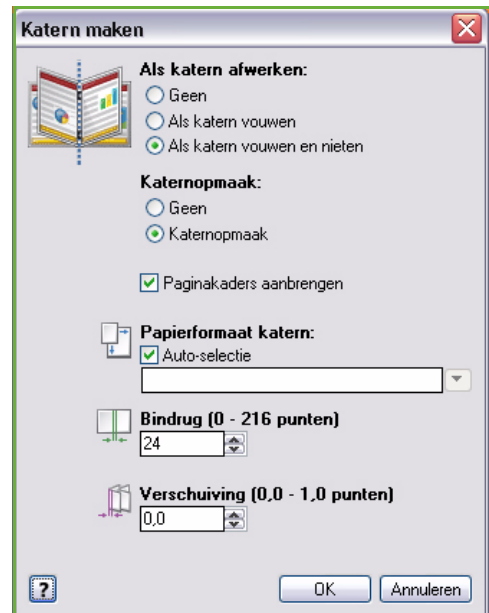 Katern maken
Als katern afwerken:
Geen
Als katern vouwen
Als katern vouwen en nieten
Katernopmaak:
Geen
Katernopmaak
Paginakaders aanbrengen
Papierformaat katern:
Auto-selectie
Bindrug (0 - 216 punten)
24
Verschuiving (0,0 - 1,0 punten)
0,0
?
OK
Annuleren